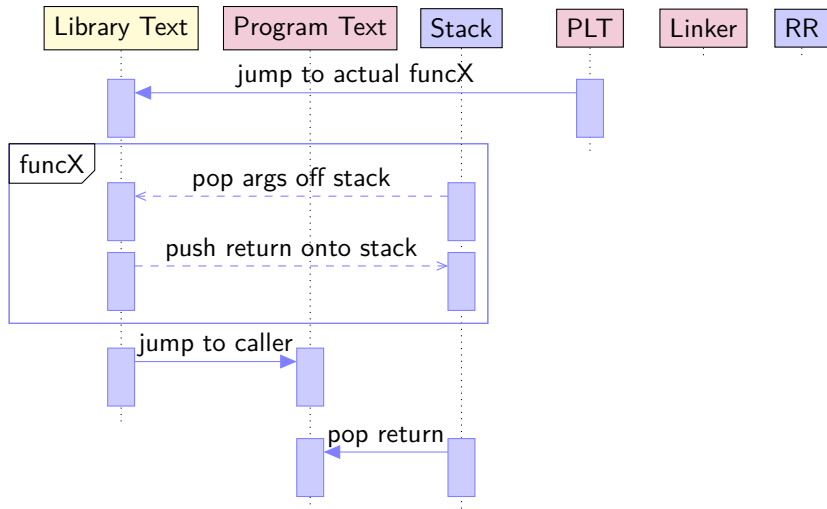 Library Text
Program Text
Stack
PLT
Linker
RR
jump to actual funcX
funcX
pop args off stack
push return onto stack
jump to caller
pop return